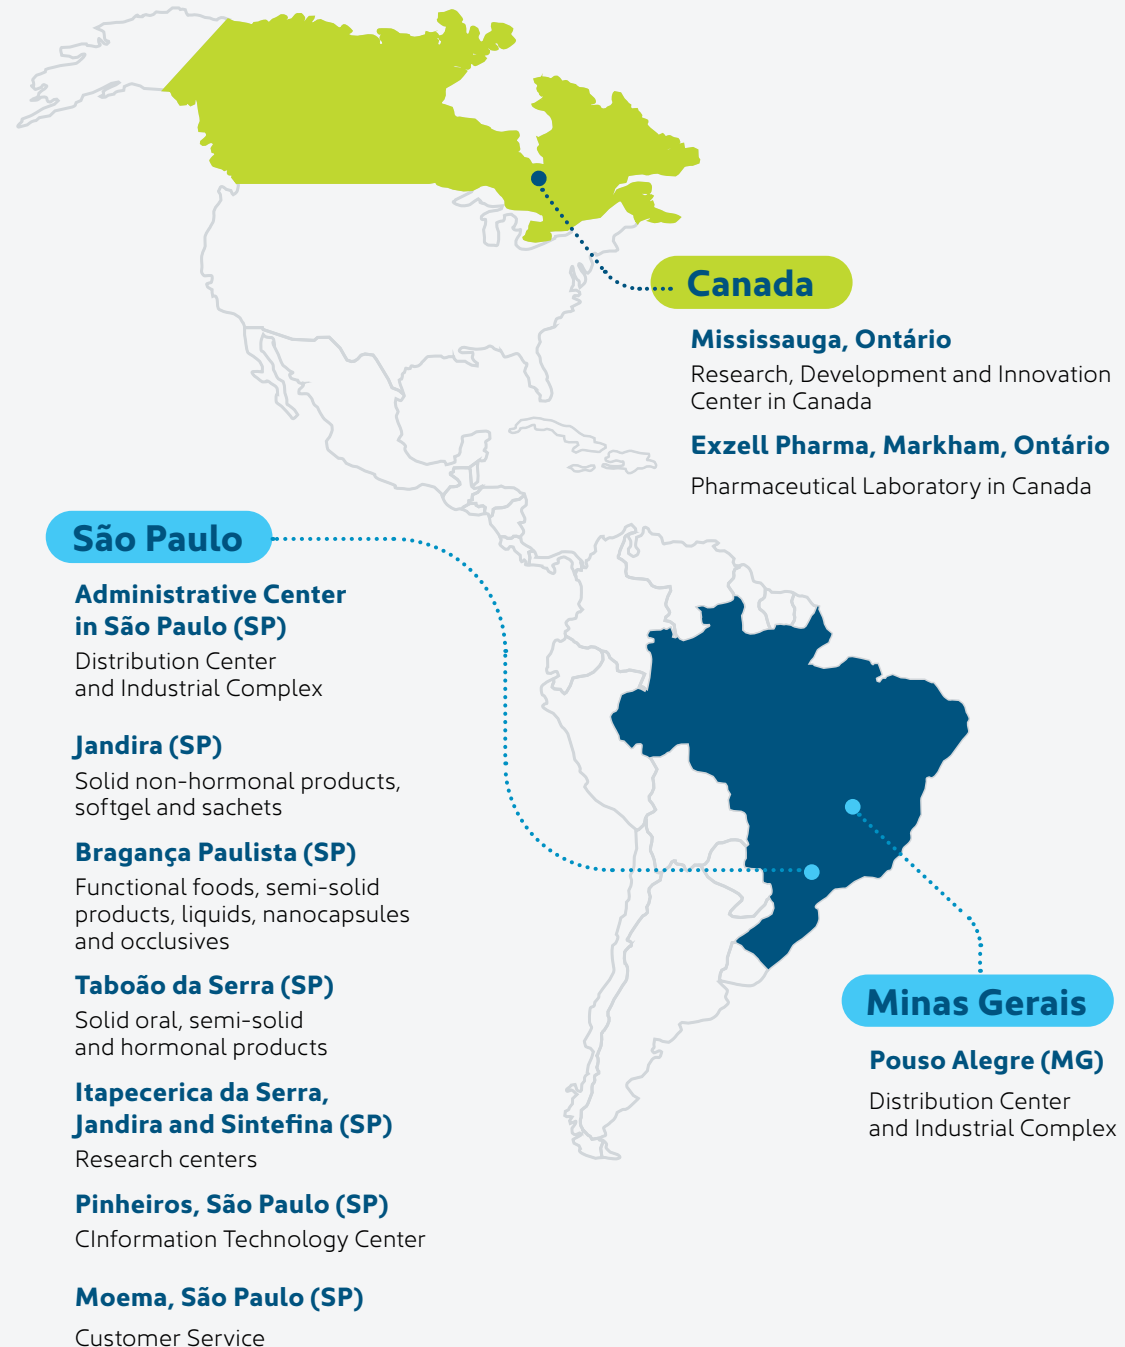 Canada
Mississauga, Ontário
Research, Development and Innovation
Center in Canada
Exzell Pharma, Markham, Ontário
Pharmaceutical Laboratory in Canada
São Paulo
Administrative Center
in São Paulo (SP)
Distribution Center
and Industrial Complex
Jandira (SP)
Solid non-hormonal products,
softgel and sachets
Bragança Paulista (SP)
Functional foods, semi-solid
products, liquids, nanocapsules
and occlusives
Taboão da Serra (SP)
Solid oral, semi-solid
and hormonal products
Itapecerica da Serra,
Jandira and Sintefina (SP)
Research centers
Pinheiros, São Paulo (SP)
CInformation Technology Center
Moema, São Paulo (SP)
Customer Service
Minas Gerais
Pouso Alegre (MG)
Distribution Center
and Industrial Complex